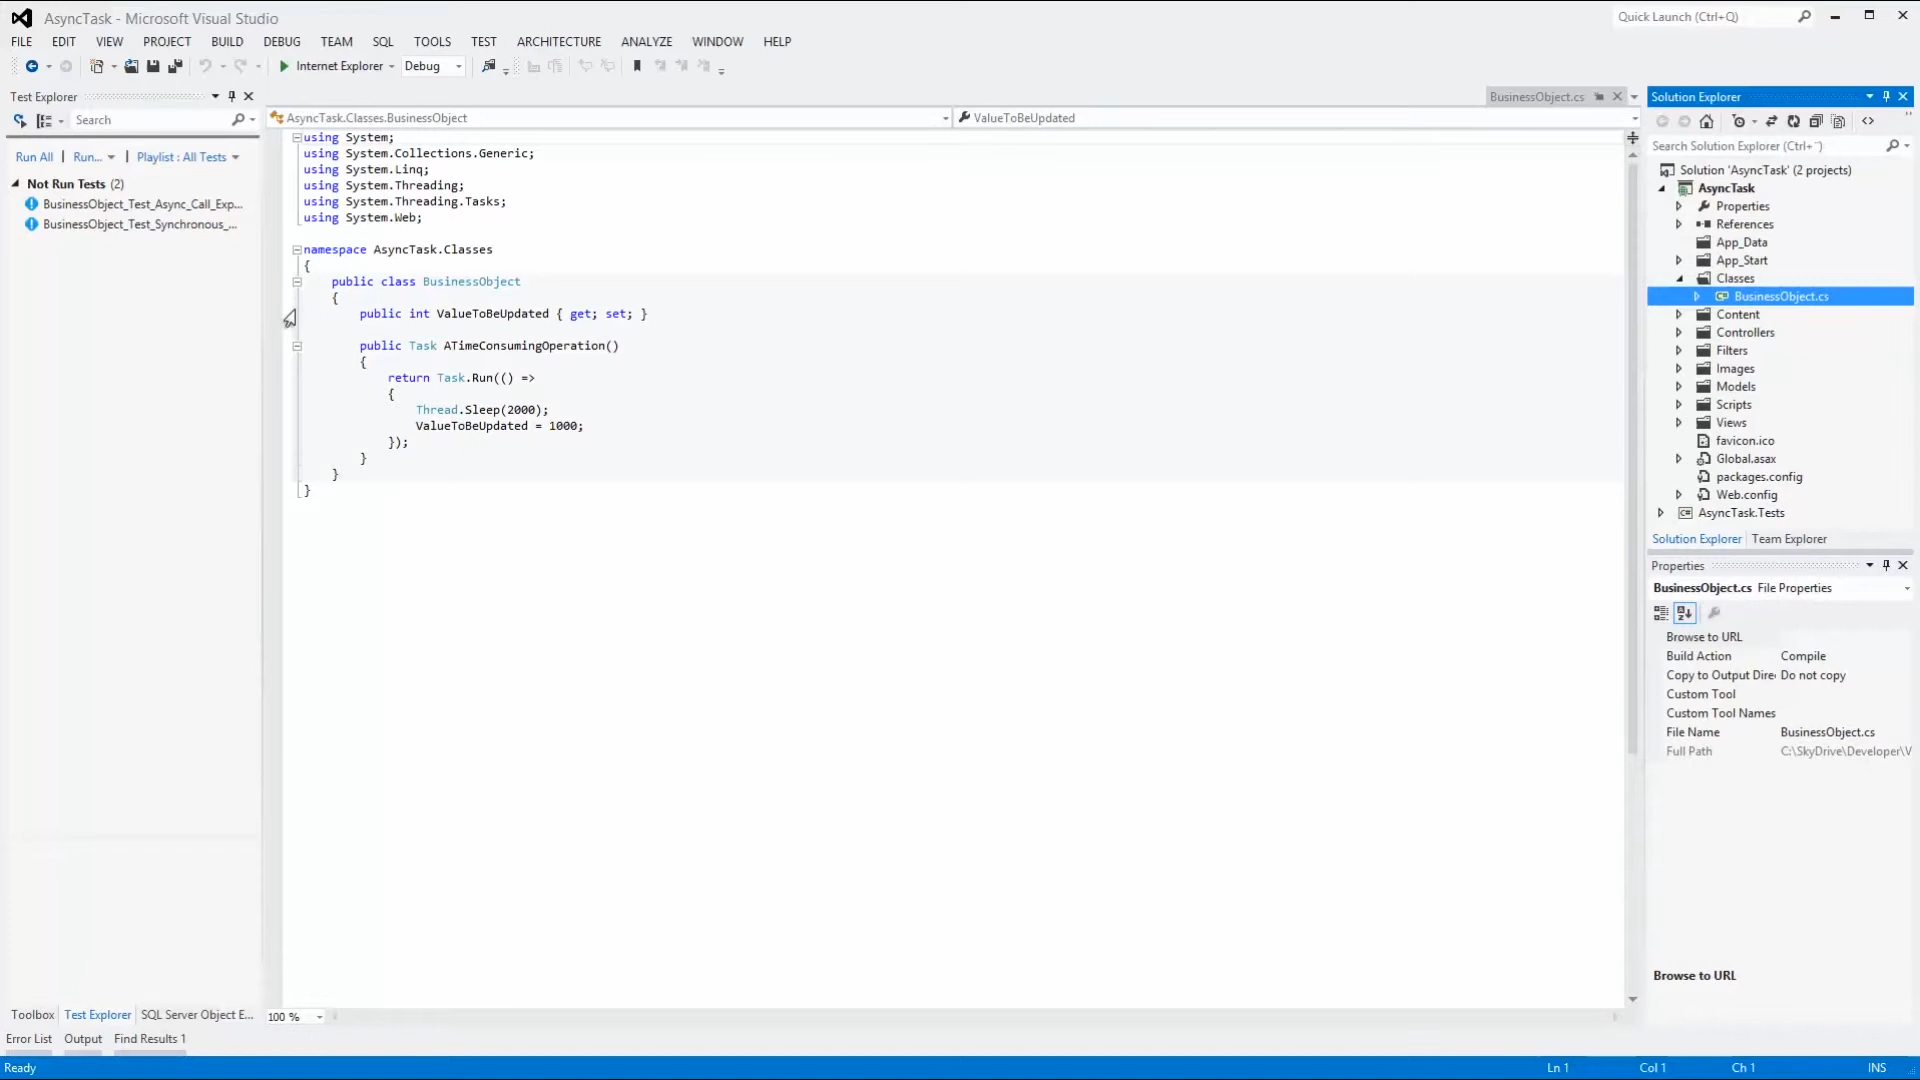 AsyncTask - Microsoft Visual Studio
Quick Launch (Ctrl+Q)
FILE EDIT VIEW PROJECT BUILD DEBUG TEAM SQL TOOLS TEST ARCHITECTURE ANALYZE WINDOW HELP
Internet Explorer Debug
Test Explorer
Search
Run All Run... Playlist : All Tests
Not Run Tests (2)
BusinessObject_Test_Async_Call_Exp...
BusinessObject_Test_Synchronous_...
BusinessObject.cs
AsyncTask.Classes.BusinessObject
ValueToBeUpdated
using System;
using System.Collections.Generic;
using System.Linq;
using System.Threading;
using System.Threading.Tasks;
using System.Web;
namespace AsyncTask.Classes
{
public class BusinessObject
{
public int ValueToBeUpdated { get; set; }
public Task ATimeConsumingOperation()
{
return Task.Run(() =>
{
Thread.Sleep(2000);
ValueToBeUpdated = 1000;
});
}
}
}
Solution Explorer
Search Solution Explorer (Ctrl+¨)
Solution 'AsyncTask' (2 projects)
AsyncTask
Properties
References
App_Data
App_Start
Classes
BusinessObject.cs
Content
Controllers
Filters
Images
Models
Scripts
Views
favicon.ico
Global.asax
packages.config
Web.config
AsyncTask.Tests
Solution Explorer Team Explorer
Properties
BusinessObject.cs File Properties
Browse to URL
Build Action Compile
Copy to Output Dire Do not copy
Custom Tool
Custom Tool Names
File Name BusinessObject.cs
Full Path C:\SkyDrive\Developer\V
Browse to URL
Toolbox Test Explorer SQL Server Object E...
100 %
Error List Output Find Results 1
Ready
Ln 1 Col 1 Ch 1 INS